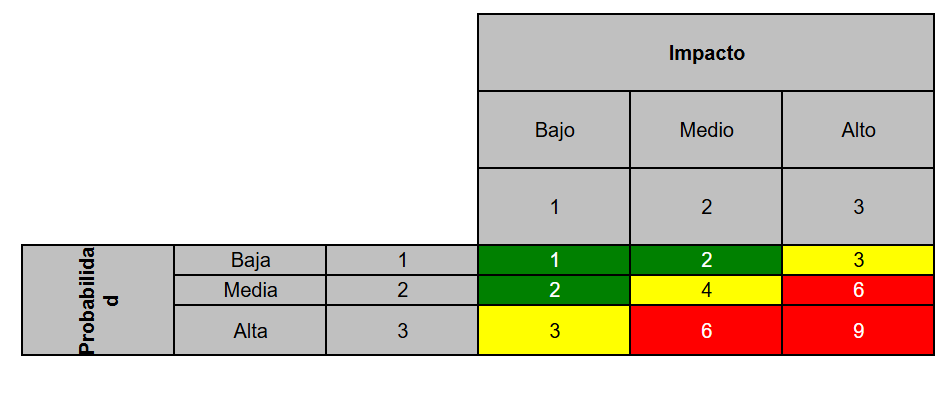 Impacto
Bajo Medio Alto
1 2 3
Probabilida
d
Baja 1 1 2 3
Media 2 2 4 6
Alta 3 3 6 9